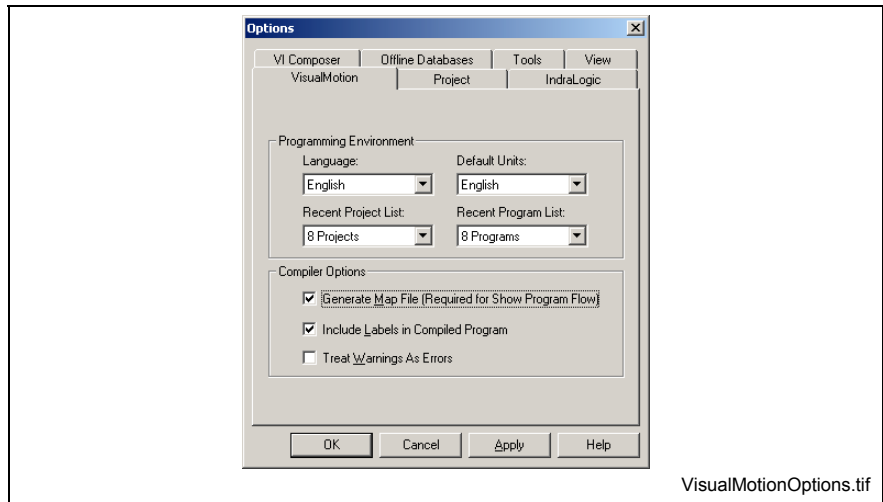 Options
VI Composer Offline Databases Tools View
VisualMotion Project IndraLogic
Programming Environment
Language: Default Units:
English English
Recent Project List: Recent Program List:
8 Projects 8 Programs
Compiler Options
Generate Map File (Required for Show Program Flow)
Include Labels in Compiled Program
Treat Warnings As Errors
OK Cancel Apply Help
VisualMotionOptions.tif